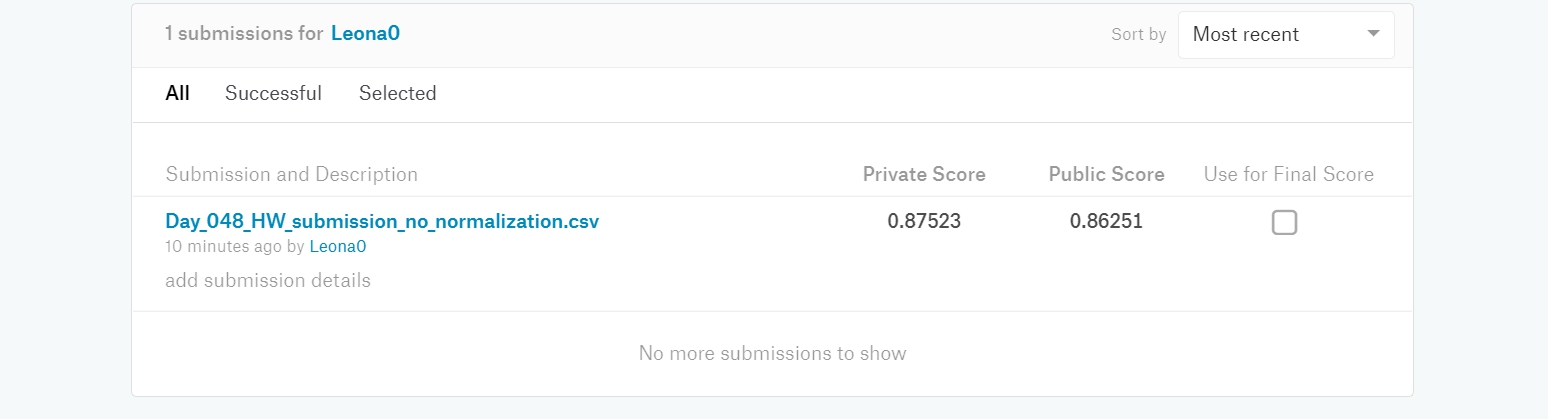 1 submissions for Leona0 Sort by Most recent
All Successful Selected
Submission and Description Private Score Public Score Use for Final Score
Day_048_HW_submission_no_normalization.csv 0.87523 0.86251
10 minutes ago by Leona0
add submission details
No more submissions to show